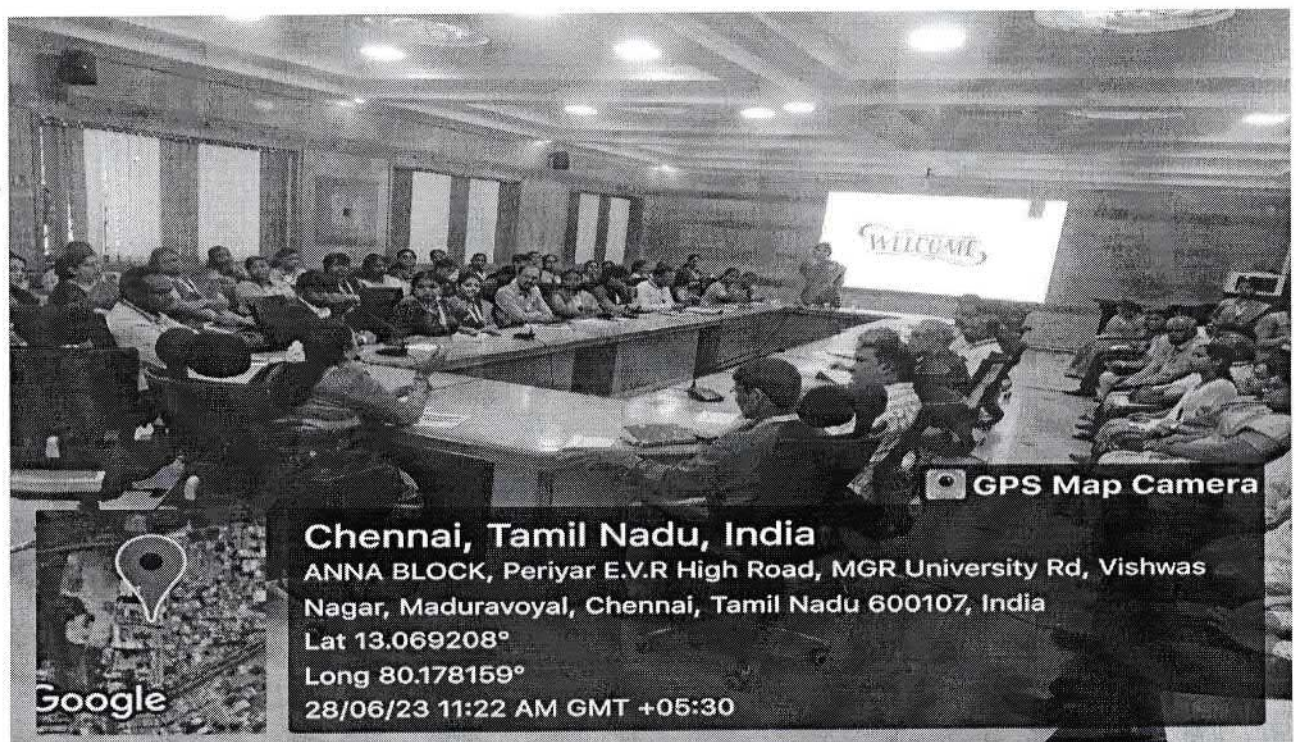 WELCOME
GPS Map Camera
Chennai, Tamil Nadu, India
ANNA BLOCK, Periyar E.V.R High Road, MGR University Rd, Vishwas
Nagar, Maduravoyal, Chennai, Tamil Nadu 600107, India
Lat 13.069208°
Long 80.178159°
28/06/23 11:22 AM GMT +05:30
Google